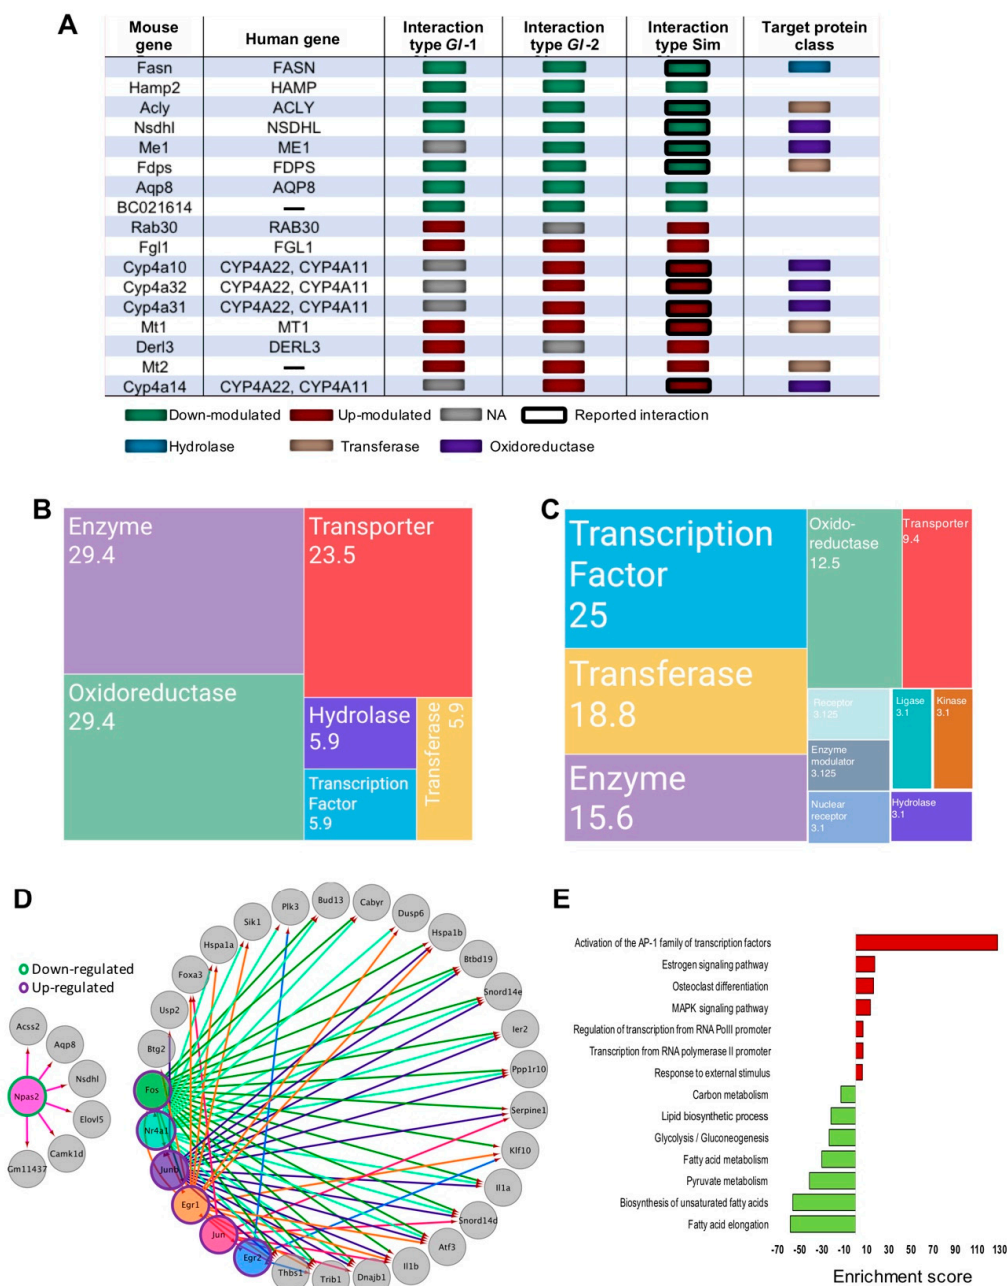 A
Mouse gene Human gene Interaction type GI-1 Interaction type GI-2 Interaction type Sim Target protein class
Fasn FASN
Hamp2 HAMP
Acly ACLY
Nsdhl NSDHL
Me1 ME1
Fdps FDPS
Aqp8 AQP8
BC021614 —
Rab30 RAB30
Fgl1 FGL1
Cyp4a10 CYP4A22, CYP4A11
Cyp4a32 CYP4A22, CYP4A11
Cyp4a31 CYP4A22, CYP4A11
Mt1 MT1
Derl3 DERL3
Mt2 —
Cyp4a14 CYP4A22, CYP4A11
Down-modulated Up-modulated NA Reported interaction
Hydrolase Transferase Oxidoreductase
B
Enzyme
29.4
Transporter
23.5
Oxidoreductase
29.4
Hydrolase
5.9
Transcription
Factor
5.9
Transferase
5.9
C
Transcription
Factor
25
Transferase
18.8
Enzyme
15.6
Oxido-
reductase
12.5
Transporter
9.4
Receptor
3.125
Enzyme
modulator
3.125
Nuclear
receptor
3.1
Ligase
3.1
Kinase
3.1
Hydrolase
3.1
D
Down-regulated
Up-regulated
Acss2
Aqp8
Nsdhl
Elovl5
Camk1d
Gm11437
Npas2
Fos
Nr4a1
Junb
Egr1
Jun
Egr2
Btg2
Usp2
Foxa3
Hspa1a
Sik1
Plk3
Bud13
Cabyr
Dusp6
Hspa1b
Btbd19
Snord14e
Ier2
Ppp1r10
Serpine1
Klf10
Il1a
Snord14d
Atf3
Il1b
Dnajb1
Trib1
Thbs1
E
Activation of the AP-1 family of transcription factors
Estrogen signaling pathway
Osteoclast differentiation
MAPK signaling pathway
Regulation of transcription from RNA PolII promoter
Transcription from RNA polymerase II promoter
Response to external stimulus
Carbon metabolism
Lipid biosynthetic process
Glycolysis / Gluconeogenesis
Fatty acid metabolism
Pyruvate metabolism
Biosynthesis of unsaturated fatty acids
Fatty acid elongation
-70 -50 -30 -10 10 30 50 70 90 110 130
Enrichment score